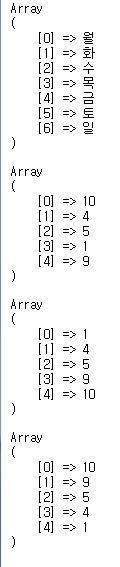 Array
(
[0] => 월
[1] => 화
[2] => 수
[3] => 목
[4] => 금
[5] => 토
[6] => 일
)
Array
(
[0] => 10
[1] => 4
[2] => 5
[3] => 1
[4] => 9
)
Array
(
[0] => 1
[1] => 4
[2] => 5
[3] => 9
[4] => 10
)
Array
(
[0] => 10
[1] => 9
[2] => 5
[3] => 4
[4] => 1
)